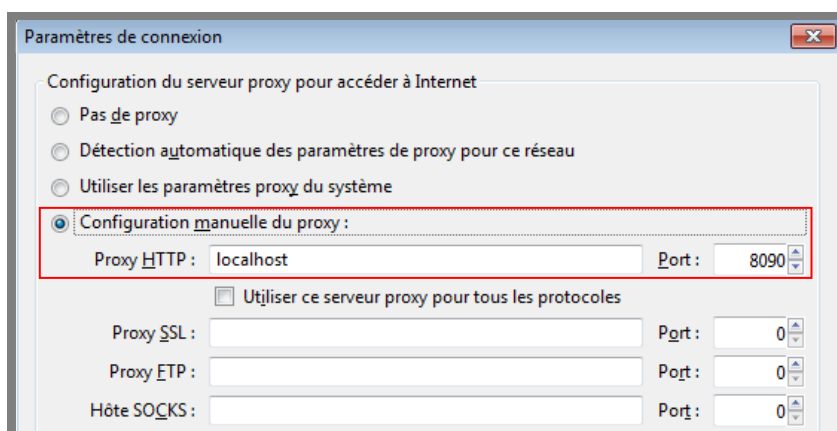 Paramètres de connexion
Configuration du serveur proxy pour accéder à Internet
Pas de proxy
Détection automatique des paramètres de proxy pour ce réseau
Utiliser les paramètres proxy du système
Configuration manuelle du proxy :
Proxy HTTP : localhost Port : 8090
Utiliser ce serveur proxy pour tous les protocoles
Proxy SSL : Port : 0
Proxy FTP : Port : 0
Hôte SOCKS : Port : 0